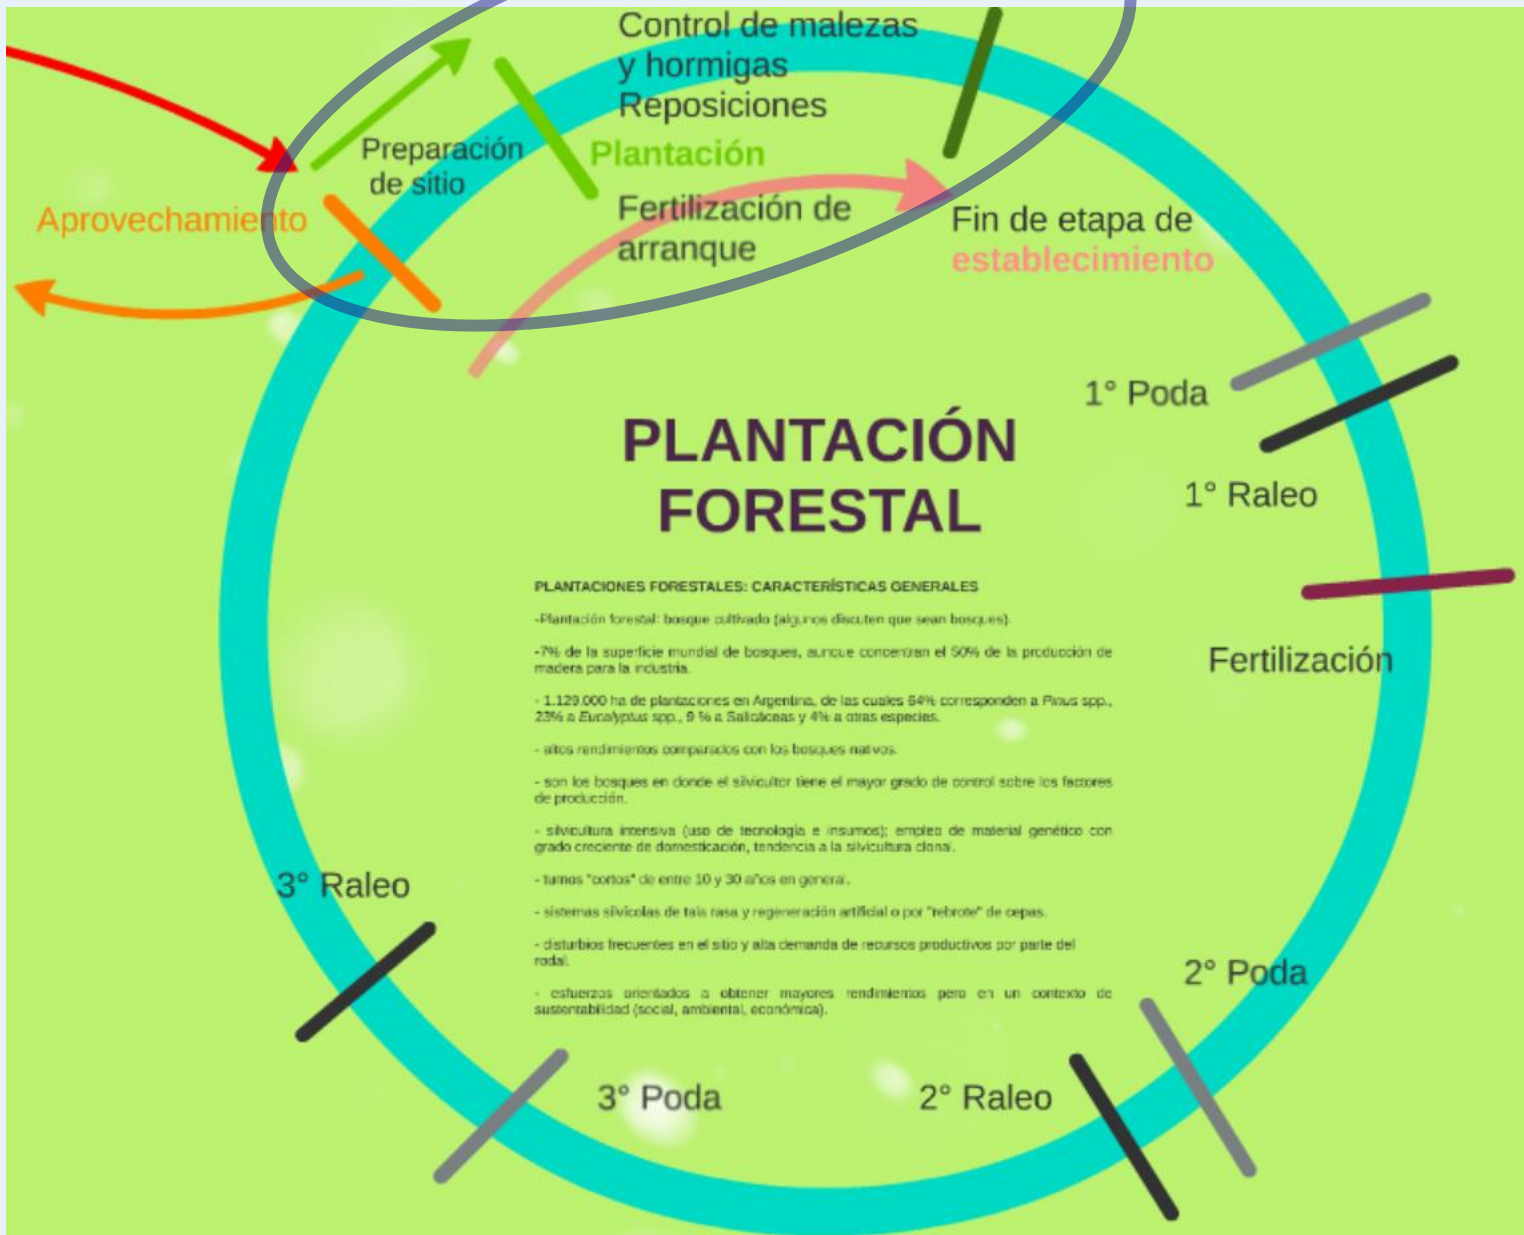 Control de malezas
y hormigas
Reposiciones
Preparación
de sitio
Plantación
Aprovechamiento
Fertilización de
arranque
Fin de etapa de
establecimiento
1° Poda
1° Raleo
PLANTACIÓN
FORESTAL
PLANTACIONES FORESTALES: CARACTERÍSTICAS GENERALES
-Plantación forestal: bosque cultivado (algunos discuten que sean bosques).
-7% de la superficie mundial de bosques, aunque concentran el 50% de la producción de
madera para la industria.
- 1.129.000 ha de plantaciones en Argentina, de las cuales 64% corresponden a Pinus spp.,
23% a Eucalyptus spp., 9 % a Salicáceas y 4% a otras especies.
- altos rendimientos comparados con los bosques nativos.
- son los bosques en donde el silvicultor tiene el mayor grado de control sobre los factores
de producción.
- silvicultura intensiva (uso de tecnología e insumos); empleo de material genético con
grado creciente de domesticación, tendencia a la silvicultura clonal.
- turnos "cortos" de entre 10 y 30 años en general.
- sistemas silvícolas de tala rasa y regeneración artificial o por "rebrote" de cepas.
- disturbios frecuentes en el sitio y alta demanda de recursos productivos por parte del
rodal.
- esfuerzos orientados a obtener mayores rendimientos pero en un contexto de
sustentabilidad (social, ambiental, económica).
Fertilización
3° Raleo
2° Poda
3° Poda
2° Raleo